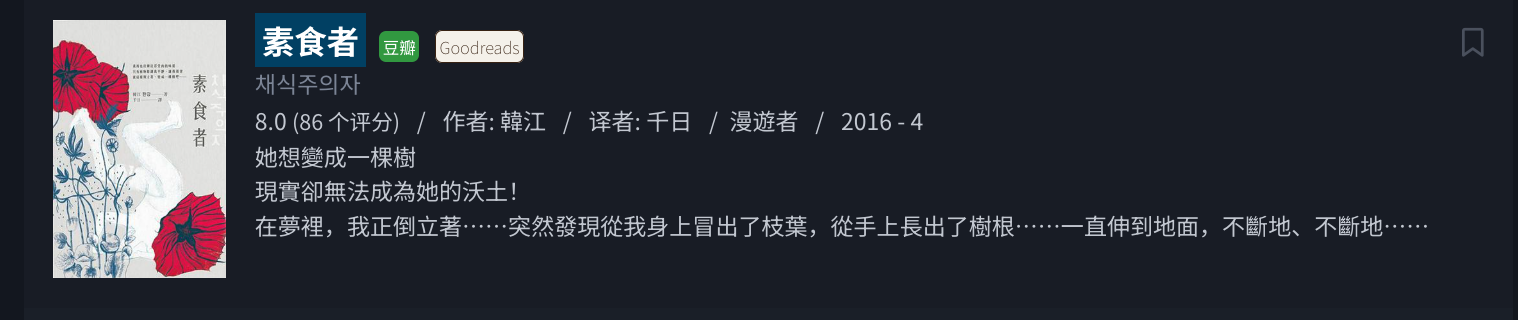 素食者 豆瓣 Goodreads
채식주의자
8.0 (86 个评分) / 作者: 韓江 / 译者: 千日 / 漫遊者 / 2016 - 4
她想變成一棵樹
現實卻無法成為她的沃土！
在夢裡，我正倒立著……突然發現從我身上冒出了枝葉，從手上長出了樹根……一直伸到地面，不斷地、不斷地……
素食者